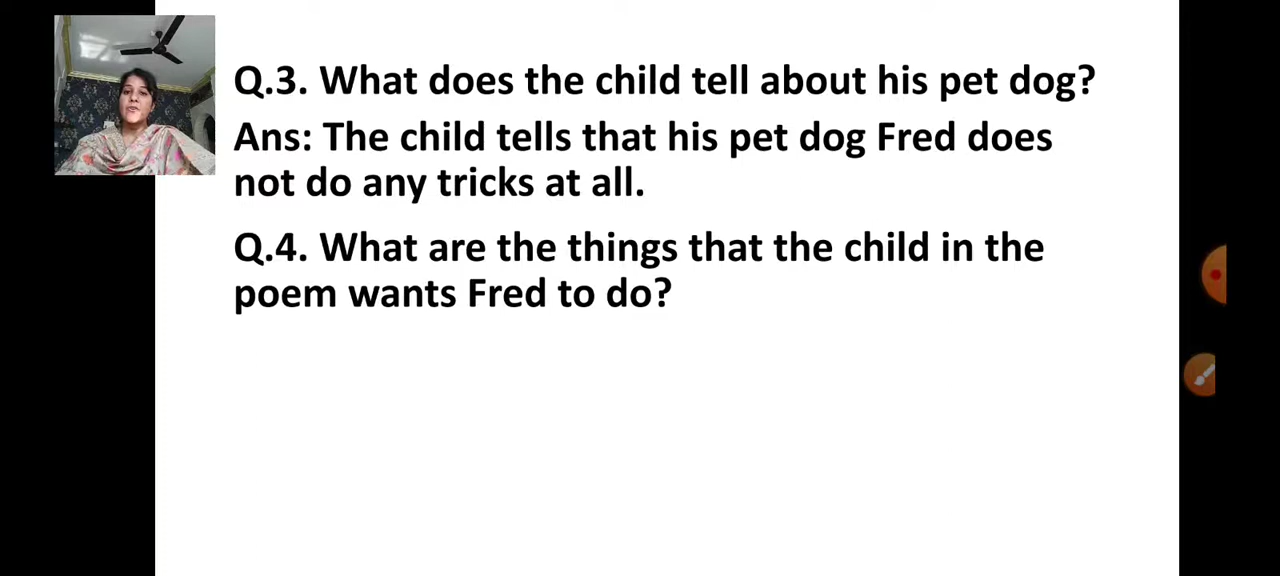 Q.3. What does the child tell about his pet dog?
Ans: The child tells that his pet dog Fred does
not do any tricks at all.
Q.4. What are the things that the child in the
poem wants Fred to do?